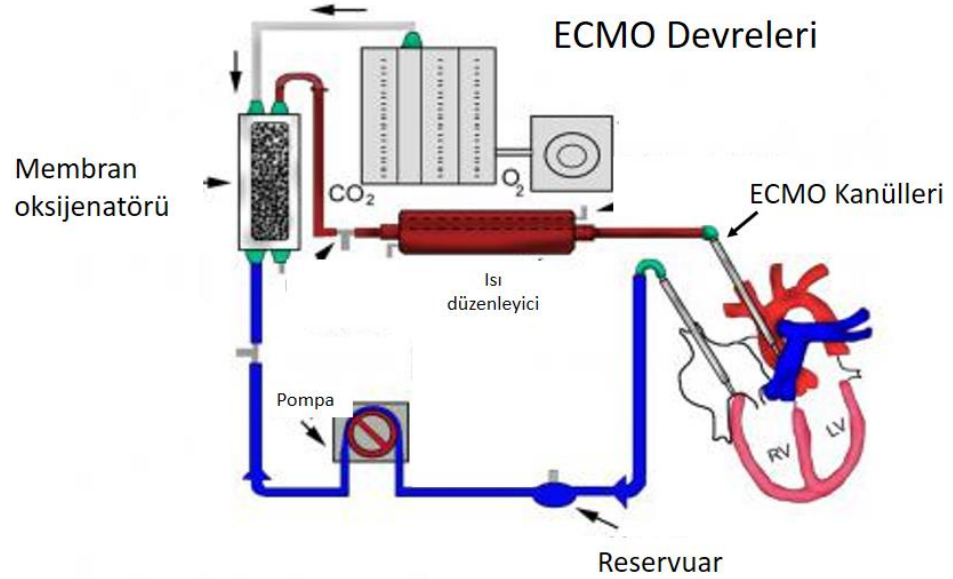 ECMO Devreleri
Membran
oksijenatörü
CO2
O2
ECMO Kanülleri
Isı
düzenleyici
Pompa
RV
LV
Reservuar